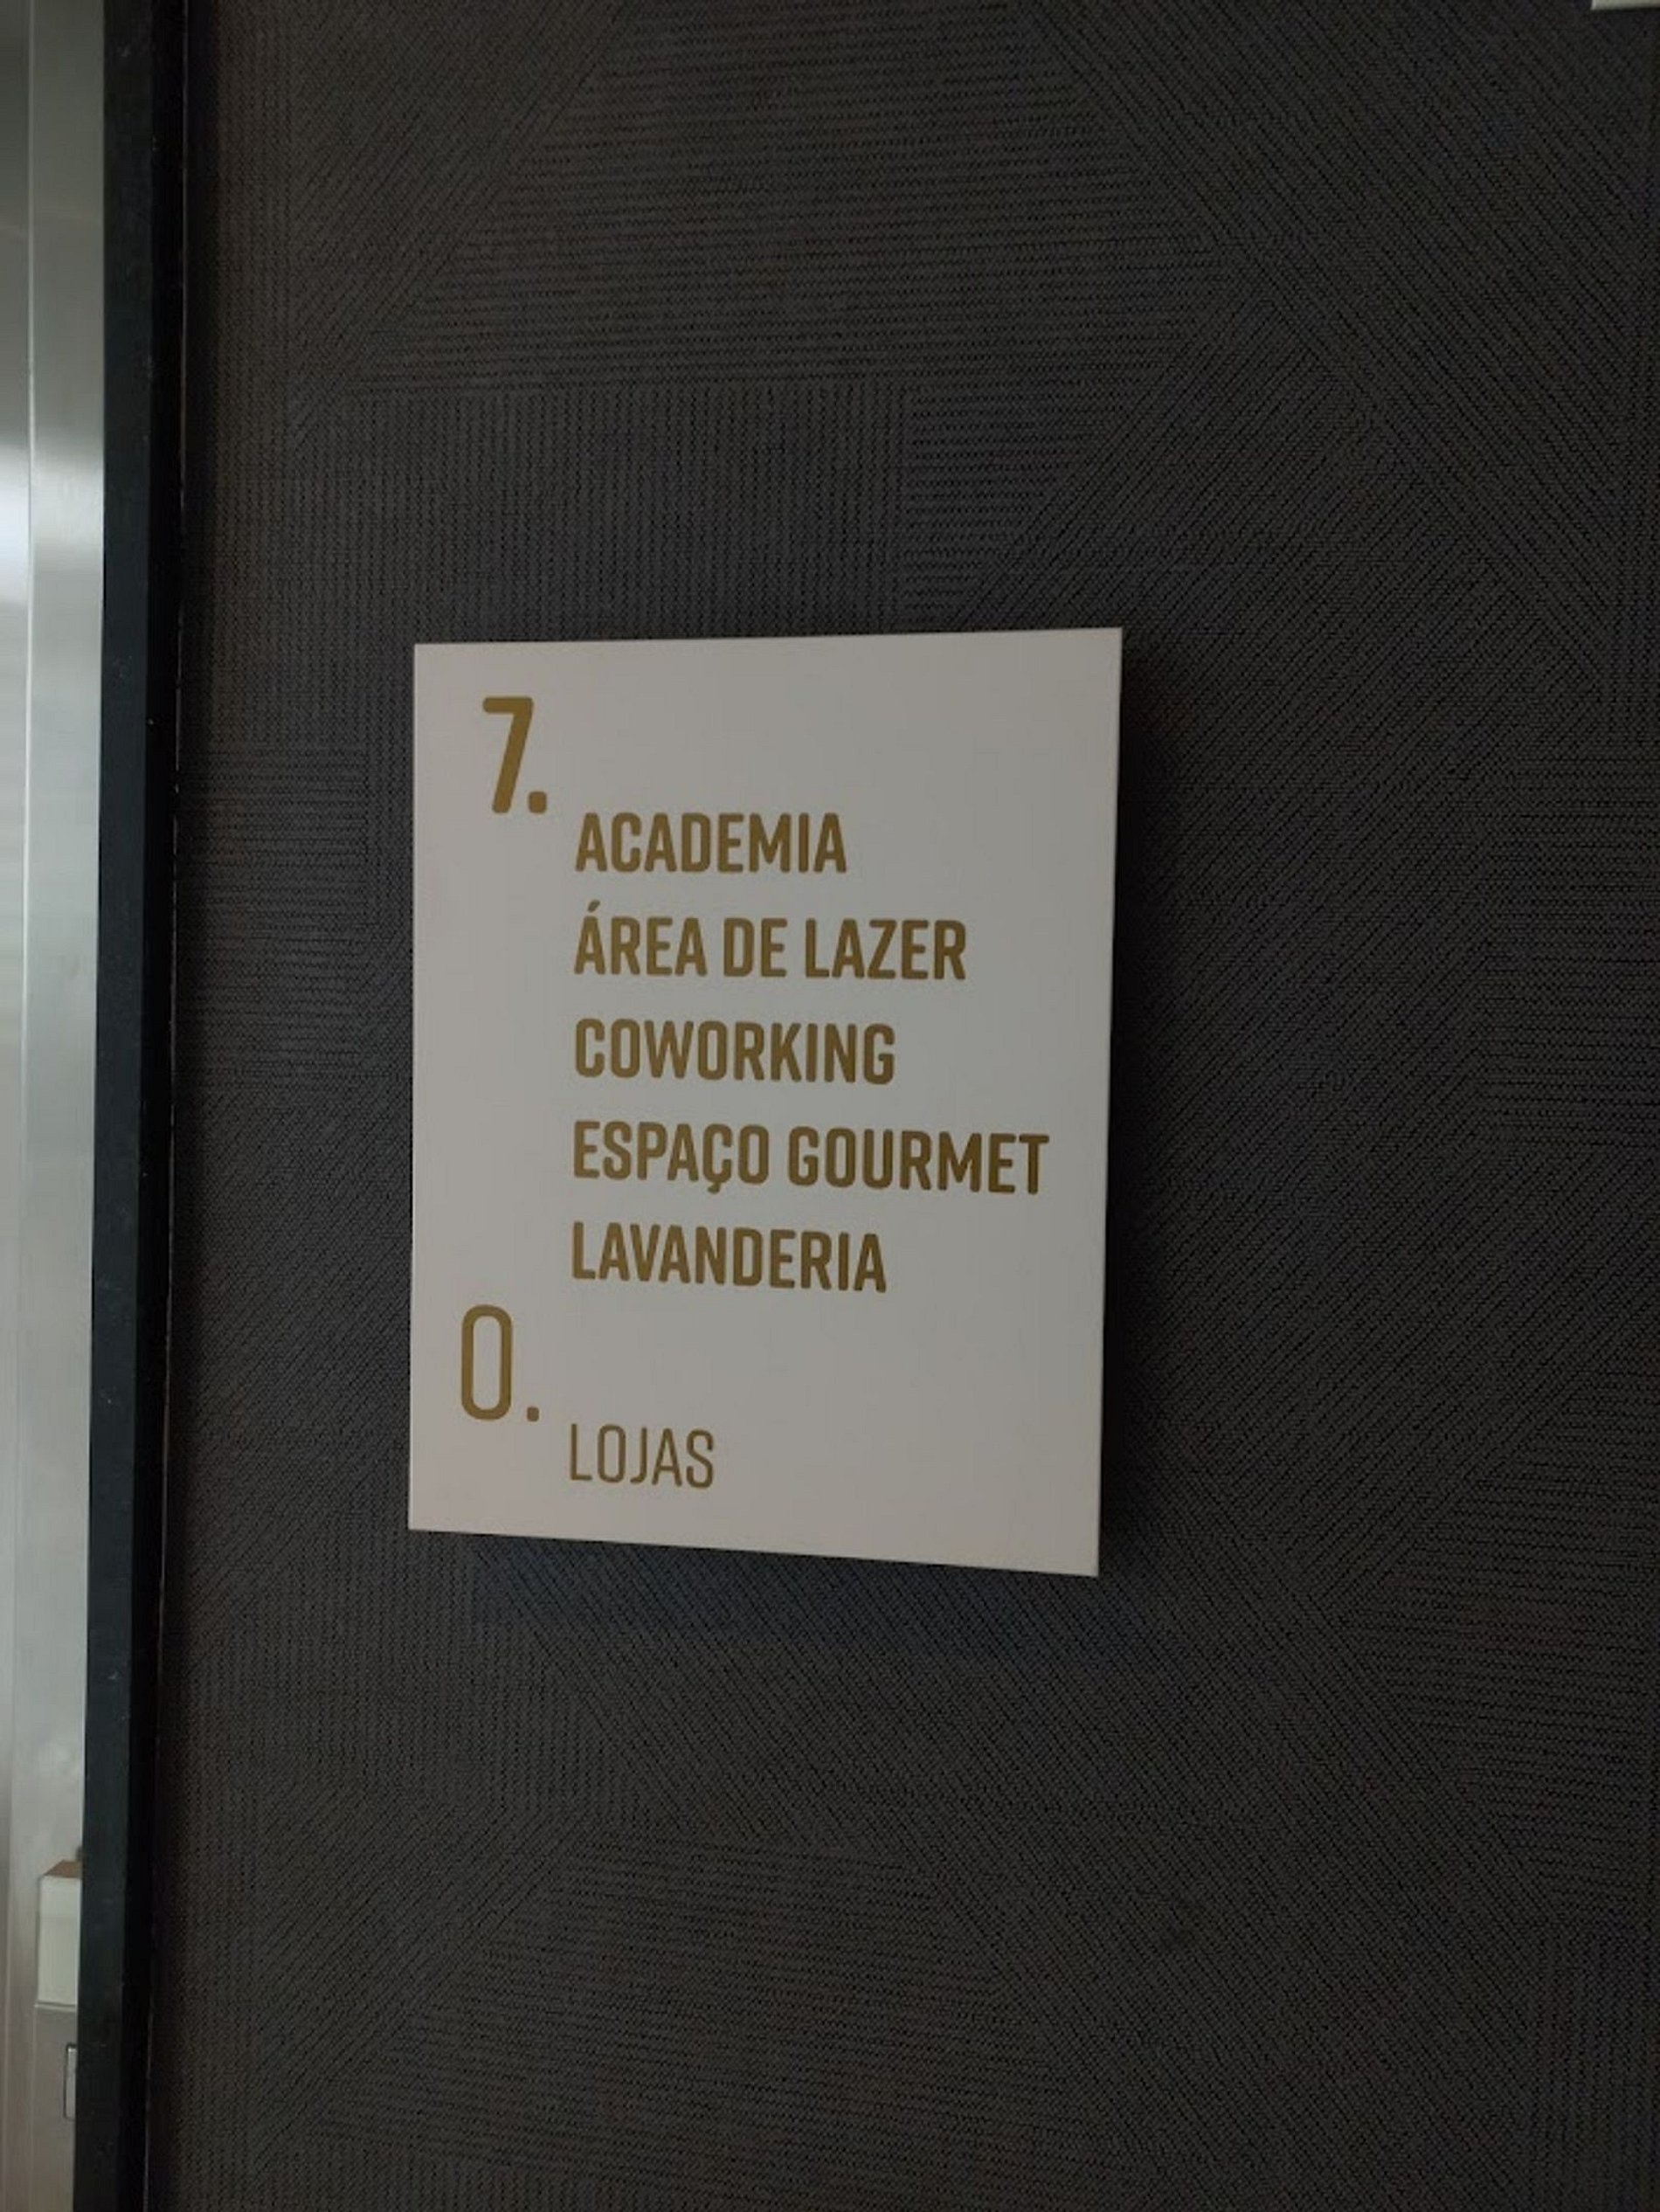 7.
ACADEMIA
ÁREA DE LAZER
COWORKING
ESPAÇO GOURMET
LAVANDERIA
0.
LOJAS